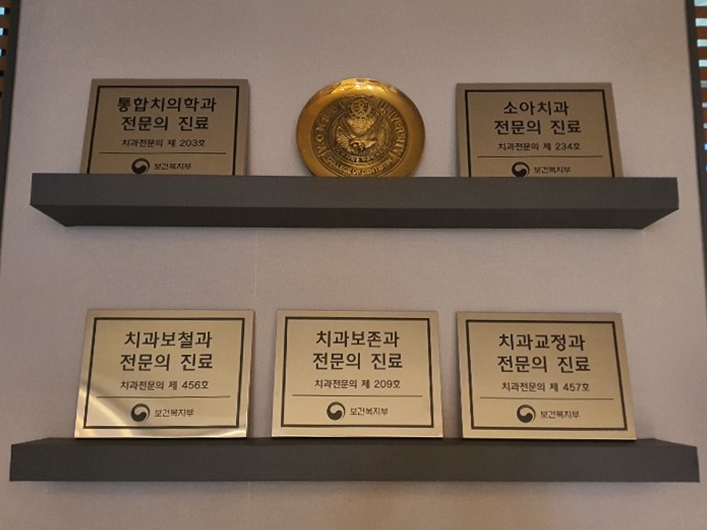 통합치의학과
전문의 진료
치과전문의 제 203호
보건복지부
소아치과
전문의 진료
치과전문의 제 234호
보건복지부
치과보철과
전문의 진료
치과전문의 제 456호
보건복지부
치과보존과
전문의 진료
치과전문의 제 209호
보건복지부
치과교정과
전문의 진료
치과전문의 제 457호
보건복지부